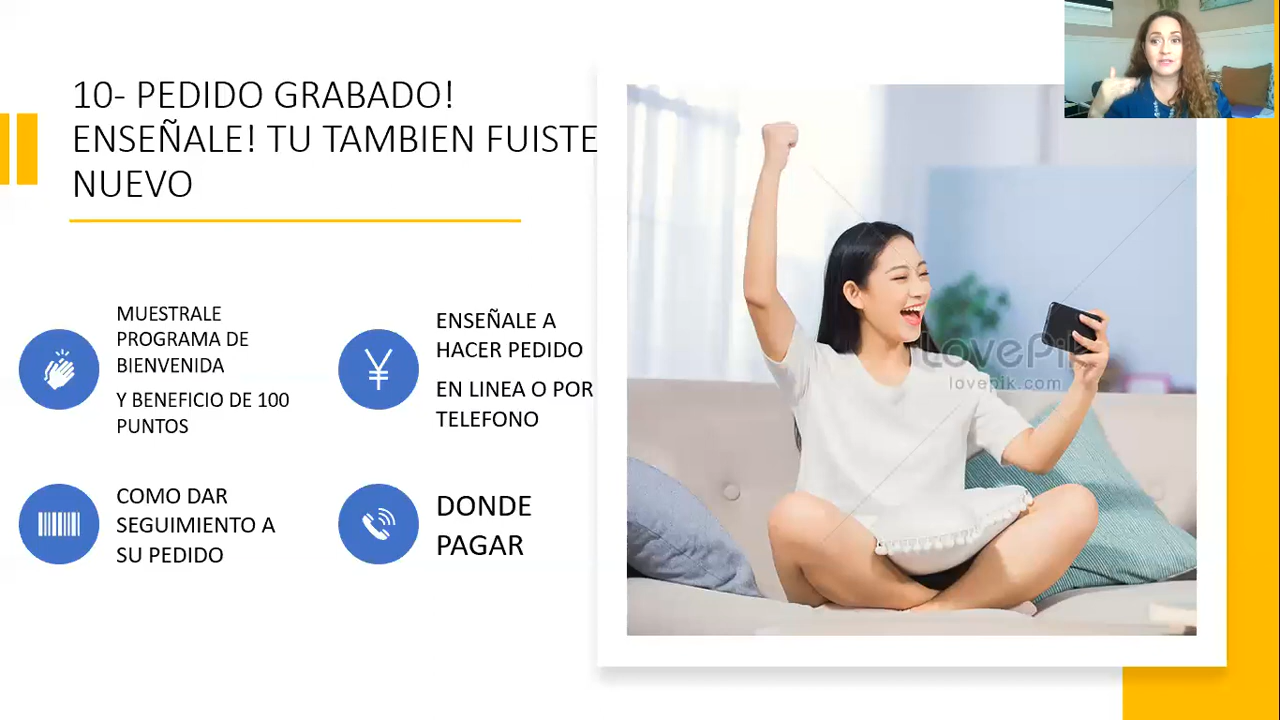 10- PEDIDO GRABADO!
ENSEÑALE! TU TAMBIEN FUISTE
NUEVO
MUESTRALE
PROGRAMA DE
BIENVENIDA
Y BENEFICIO DE 100
PUNTOS
ENSEÑALE A
HACER PEDIDO
EN LINEA O POR
TELEFONO
COMO DAR
SEGUIMIENTO A
SU PEDIDO
DONDE
PAGAR
LovePik
lovepik.com